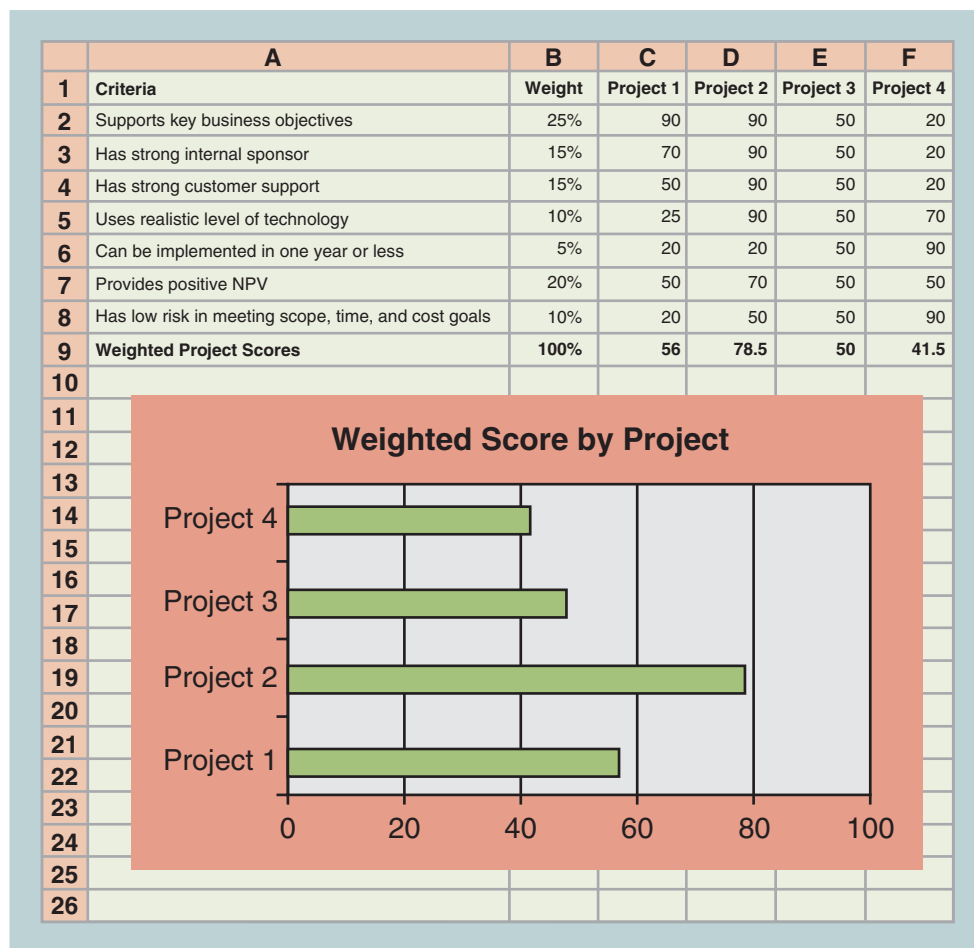 A B C D E F
1 Criteria Weight Project 1 Project 2 Project 3 Project 4
2 Supports key business objectives 25% 90 90 50 20
3 Has strong internal sponsor 15% 70 90 50 20
4 Has strong customer support 15% 50 90 50 20
5 Uses realistic level of technology 10% 25 90 50 70
6 Can be implemented in one year or less 5% 20 20 50 90
7 Provides positive NPV 20% 50 70 50 50
8 Has low risk in meeting scope, time, and cost goals 10% 20 50 50 90
9 Weighted Project Scores 100% 56 78.5 50 41.5
10
11
12 Weighted Score by Project
13
14 Project 4
15
16
17 Project 3
18
19 Project 2
20
21
22 Project 1
23
24 0 20 40 60 80 100
25
26